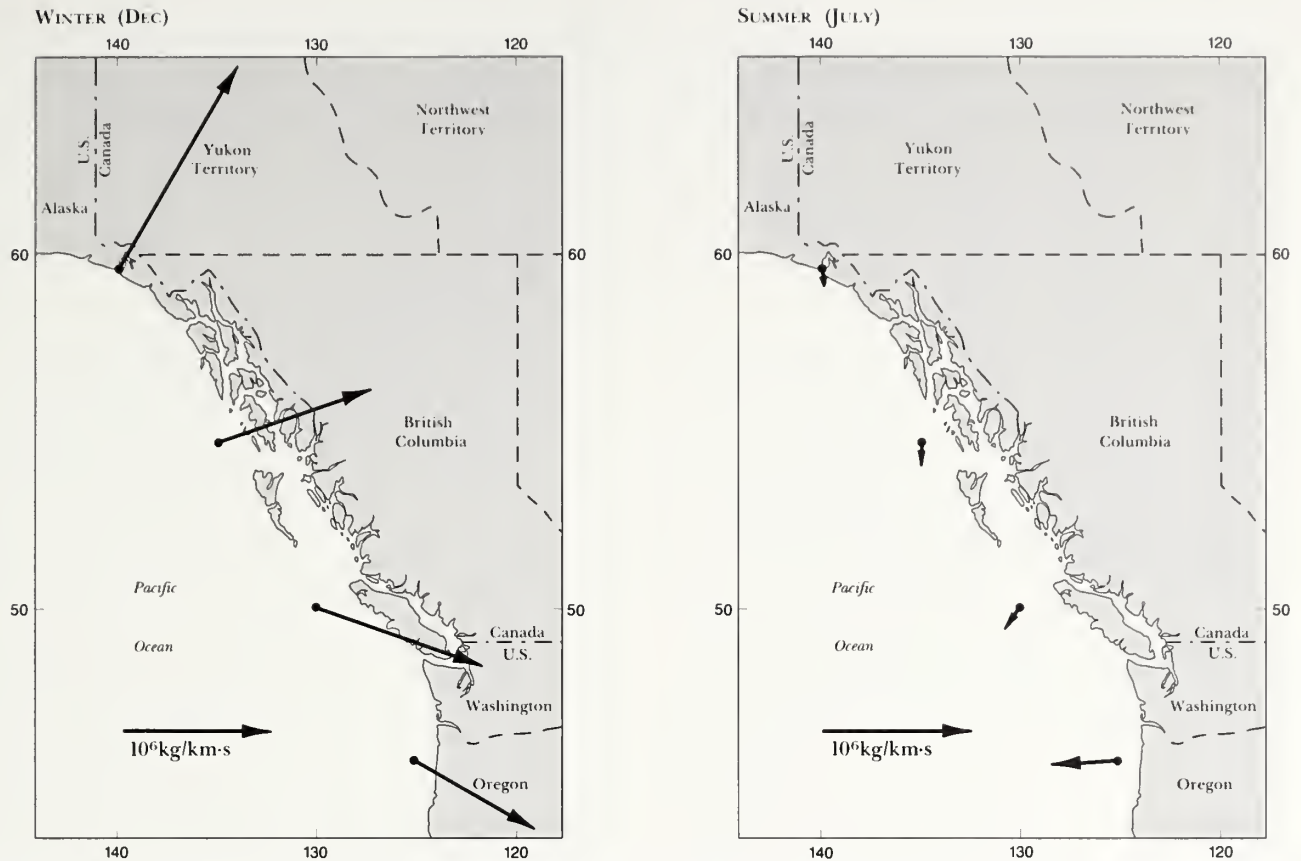 WINTER (DEC)
140
130
120
U.S.
Canada
Yukon
Territory
Northwest
Territory
Alaska
60
60
British
Columbia
Pacific
Ocean
50
50
Canada
U.S.
Washington
10⁶kg/km·s
Oregon
140
130
120
SUMMER (JULY)
140
130
120
U.S.
Canada
Yukon
Territory
Northwest
Territory
Alaska
60
60
British
Columbia
Pacific
Ocean
50
50
Canada
U.S.
Washington
10⁶kg/km·s
Oregon
140
130
120